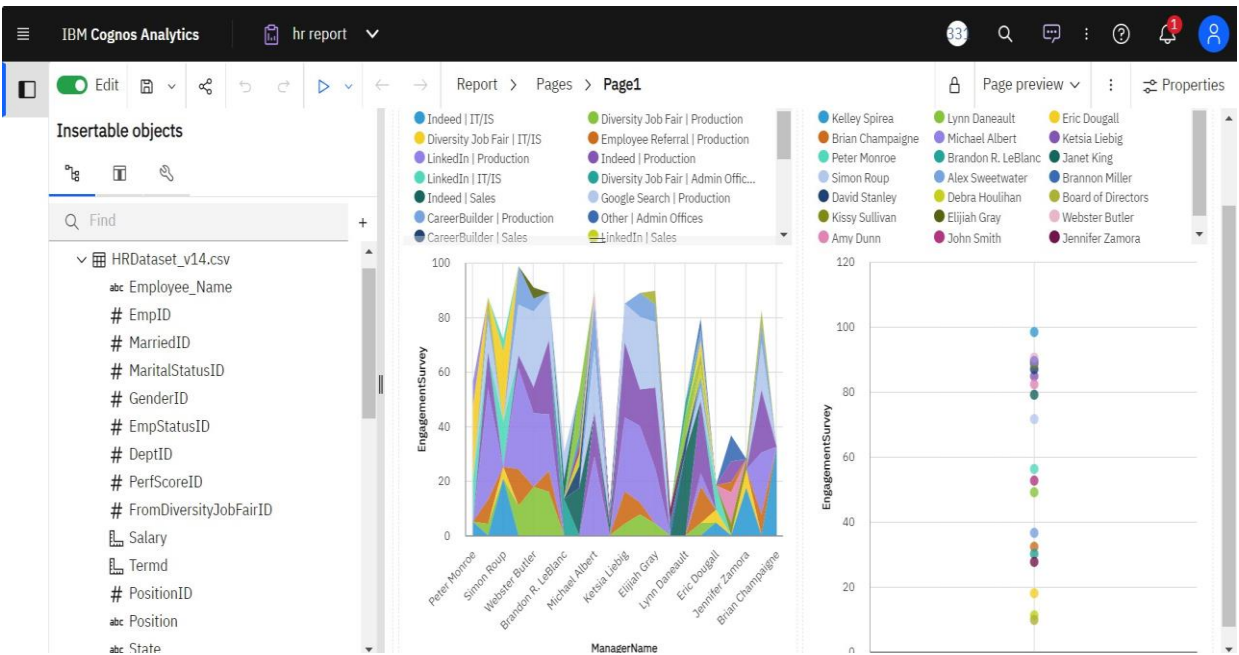 IBM Cognos Analytics hr report 331 1
Edit Report > Pages > Page1 Page preview Properties
Insertable objects
Find
HRDataset_v14.csv
abc Employee_Name
# EmpID
# MarriedID
# MaritalStatusID
# GenderID
# EmpStatusID
# DeptID
# PerfScoreID
# FromDiversityJobFairID
Salary
Termd
# PositionID
abc Position
abc State
Indeed | IT/IS Diversity Job Fair | Production
Diversity Job Fair | IT/IS Employee Referral | Production
LinkedIn | Production Indeed | Production
LinkedIn | IT/IS Diversity Job Fair | Admin Offic...
Indeed | Sales Google Search | Production
CareerBuilder | Production Other | Admin Offices
CareerBuilder | Sales LinkedIn | Sales
EngagementSurvey
100
80
60
40
20
0
Peter Monroe
Simon Roup
Webster Butler
Brandon R. LeBlanc
Michael Albert
Ketsia Liebig
Elijiah Gray
Lynn Daneault
Eric Dougall
Jennifer Zamora
Brian Champaigne
ManagerName
Kelley Spirea Lynn Daneault Eric Dougall
Brian Champaigne Michael Albert Ketsia Liebig
Peter Monroe Brandon R. LeBlanc Janet King
Simon Roup Alex Sweetwater Brannon Miller
David Stanley Debra Houlihan Board of Directors
Kissy Sullivan Elijiah Gray Webster Butler
Amy Dunn John Smith Jennifer Zamora
EngagementSurvey
120
100
80
60
40
20
0